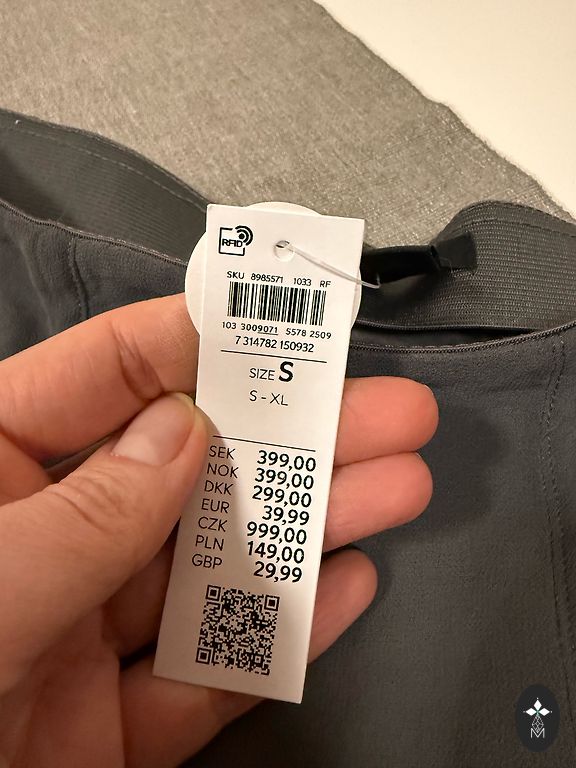 RFID
SKU 8985571 1033 RF
103 3009071 5578 2509
7 314782 150932
SIZE S
S - XL
SEK 399,00
NOK 399,00
DKK 299,00
EUR 39,99
CZK 999,00
PLN 149,00
GBP 29,99
M